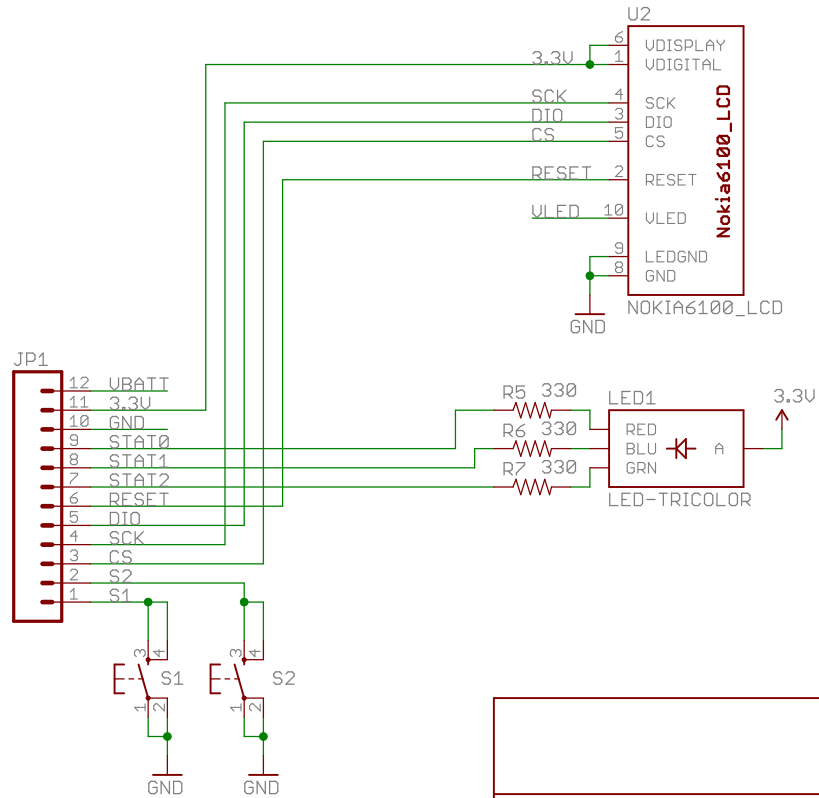 U2
6 VDISPLAY
3.3V 1 VDIGITAL
SCK 4 SCK
DIO 3 DIO
CS 5 CS
RESET 2 RESET
VLED 10 VLED
9 LEDGND
8 GND
Nokia6100_LCD
NOKIA6100_LCD
GND
JP1
12 VBATT
11 3.3V
10 GND
9 STAT0
8 STAT1
7 STAT2
6 RESET
5 DIO
4 SCK
3 CS
2 S2
1 S1
R5 330
R6 330
R7 330
LED1
RED
BLU A
GRN
LED-TRICOLOR
3.3V
3 4
S1
1 2
GND
3 4
S2
1 2
GND